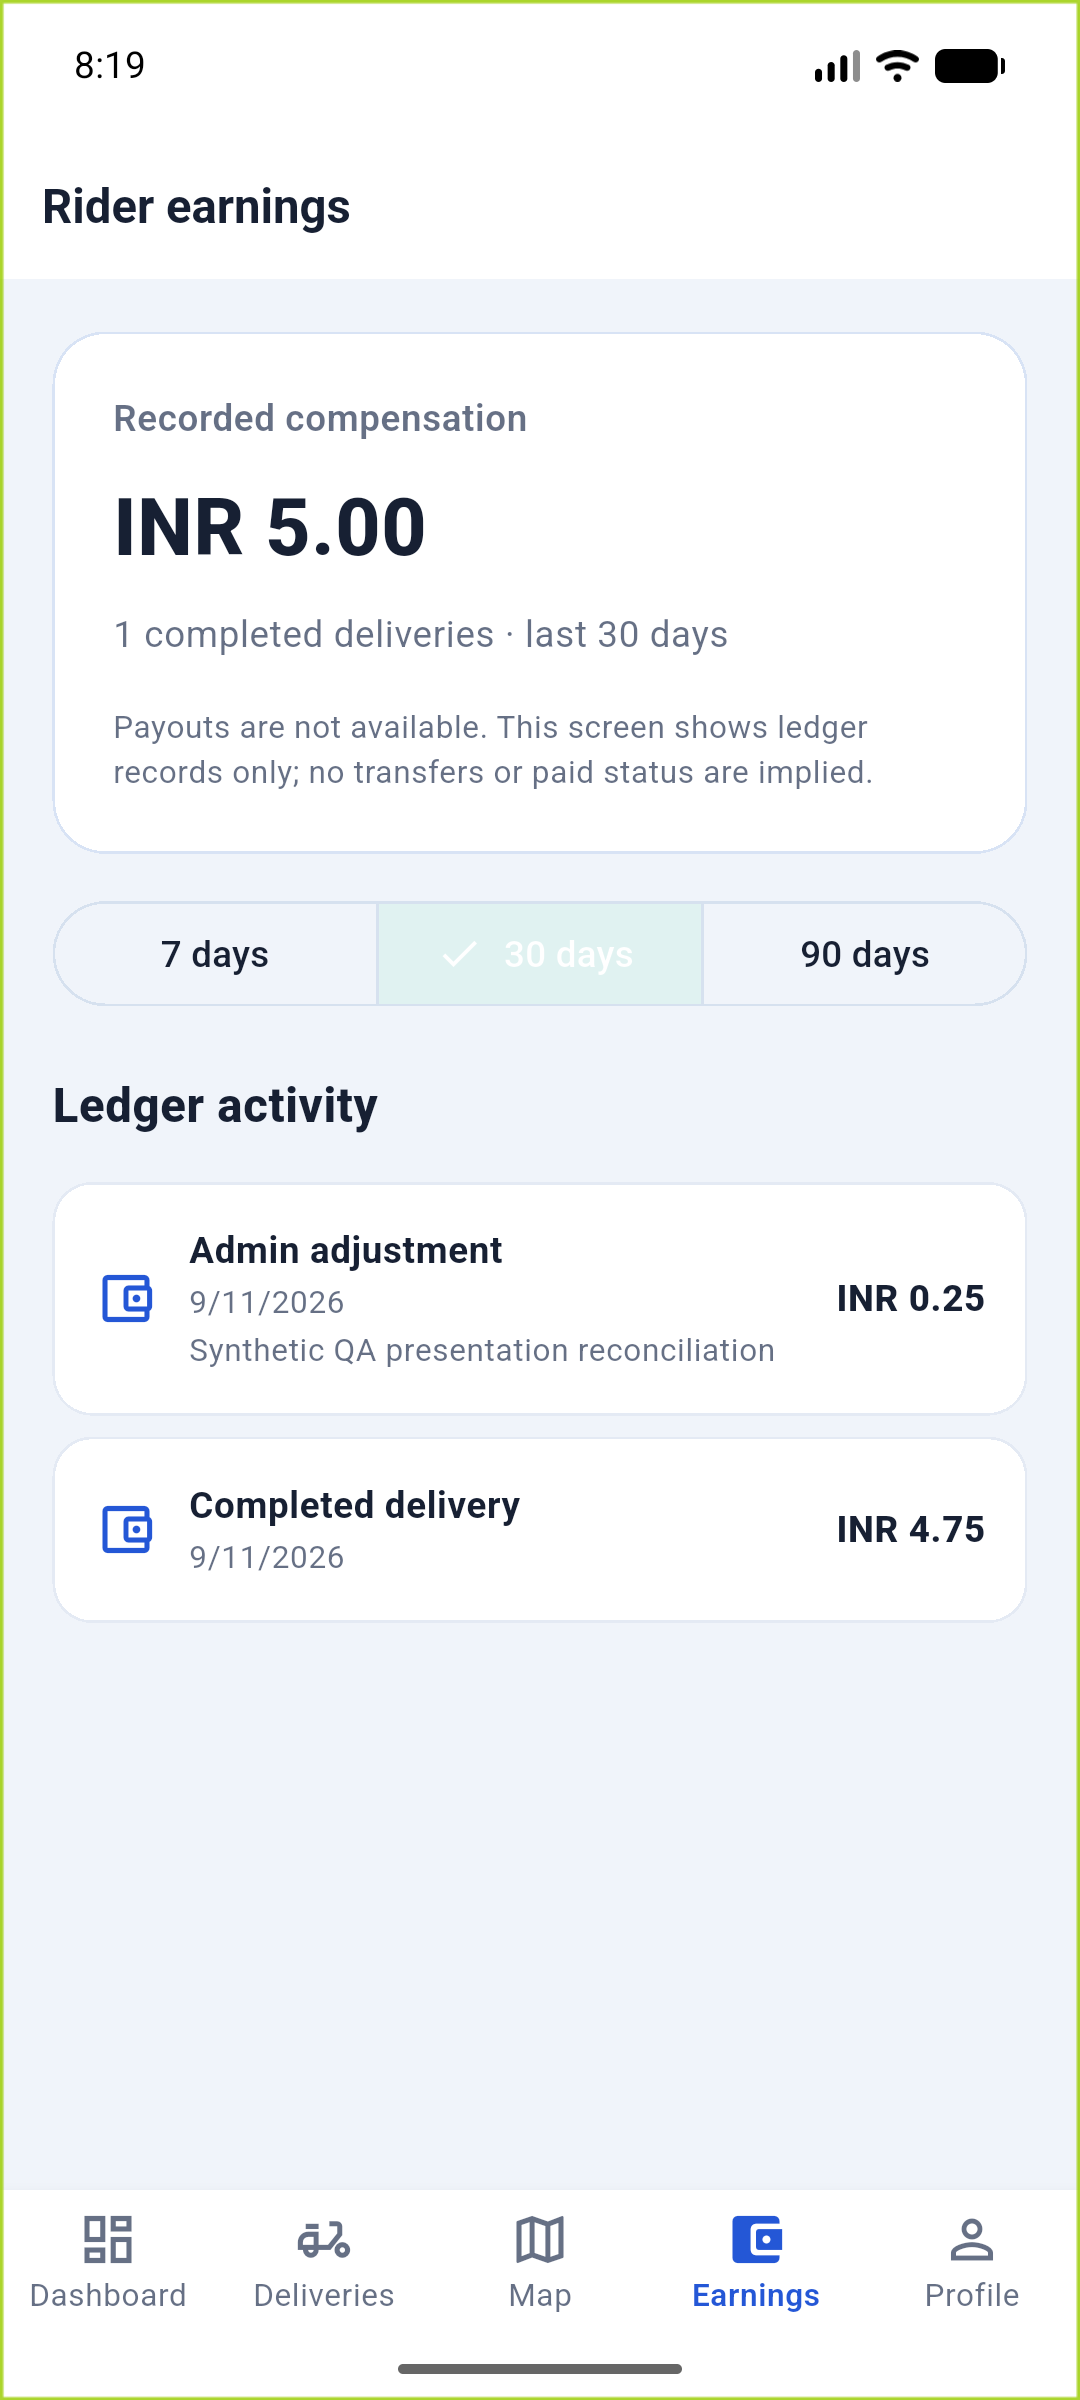 8:19
Rider earnings
Recorded compensation
INR 5.00
1 completed deliveries · last 30 days
Payouts are not available. This screen shows ledger
records only; no transfers or paid status are implied.
7 days
30 days
90 days
Ledger activity
Admin adjustment
9/11/2026
Synthetic QA presentation reconciliation
INR 0.25
Completed delivery
9/11/2026
INR 4.75
Dashboard
Deliveries
Map
Earnings
Profile